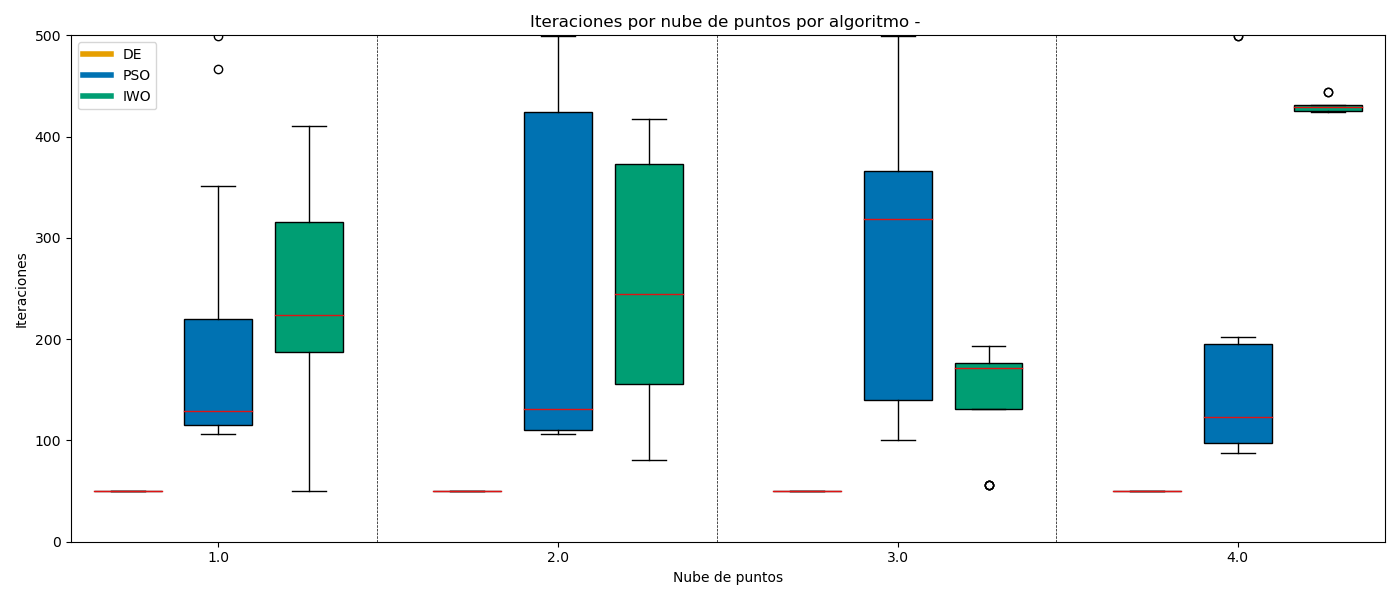 Iteraciones por nube de puntos por algoritmo -
DE
PSO
IWO
500
400
300
200
100
0
Iteraciones
1.0
2.0
3.0
4.0
Nube de puntos